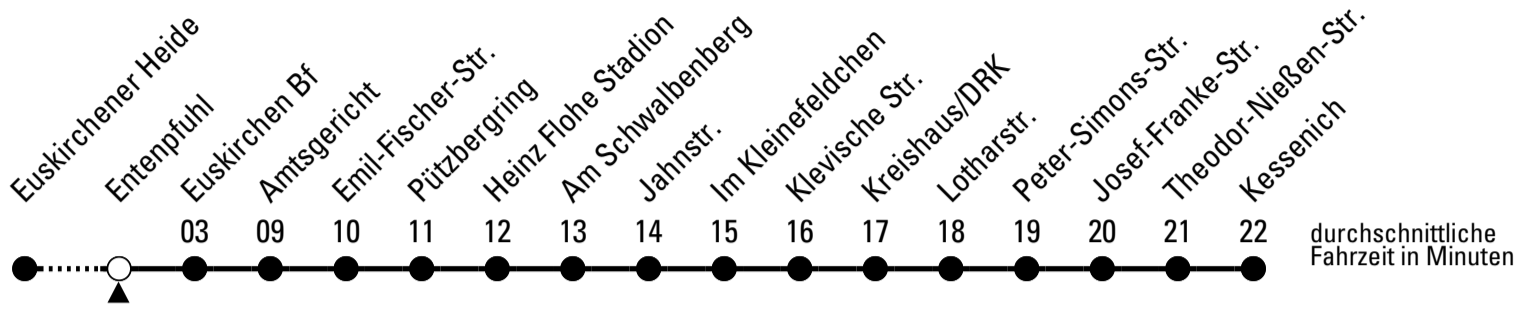 Euskirchener Heide
Entenpfuhl
Euskirchen Bf
Amtsgericht
Emil-Fischer-Str.
Pützbergring
Heinz Flohe Stadion
Am Schwalbenberg
Jahnstr.
Im Kleinefeldchen
Klevische Str.
Kreishaus/DRK
Lotharstr.
Peter-Simons-Str.
Josef-Franke-Str.
Theodor-Nießen-Str.
Kessenich
03 09 10 11 12 13 14 15 16 17 18 19 20 21 22
durchschnittliche
Fahrzeit in Minuten